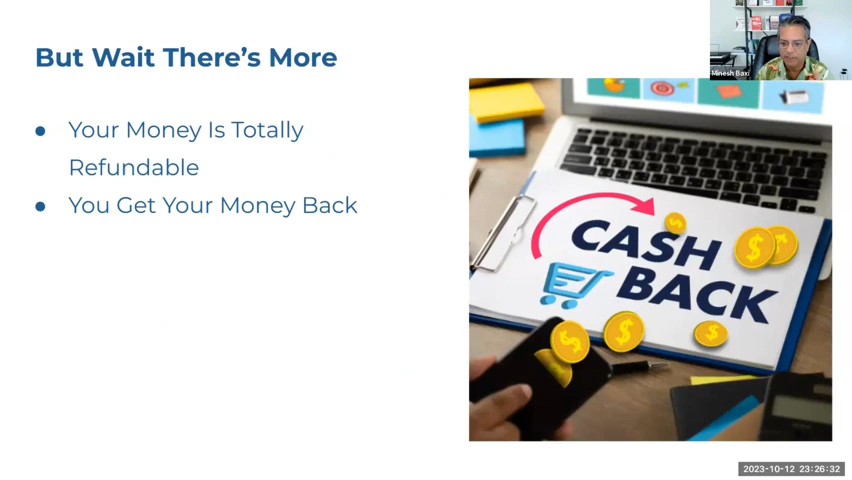 But Wait There's More
Minesh Baxi
● Your Money Is Totally
Refundable
● You Get Your Money Back
CASH
BACK
2023-10-12 23:26:32